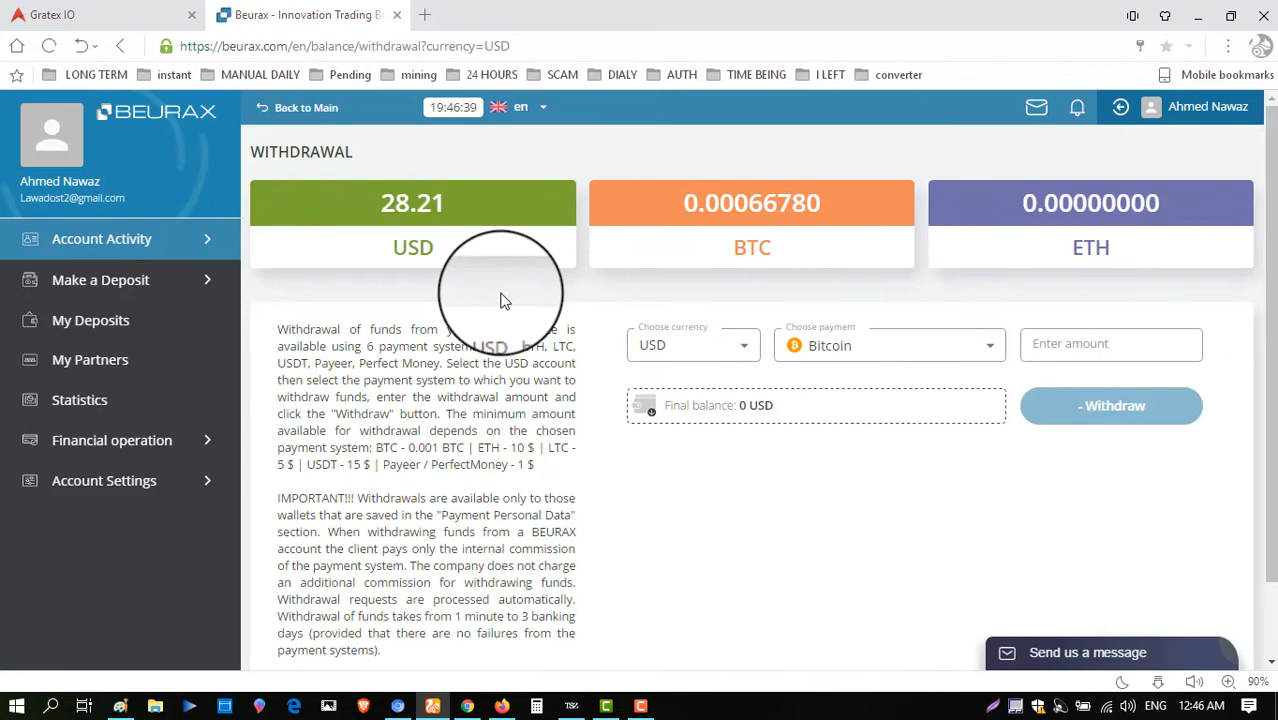 Gratex IO
Beurax - Innovation Trading B
https://beurax.com/en/balance/withdrawal?currency=USD
LONG TERM
instant
MANUAL DAILY
Pending
mining
24 HOURS
SCAM
DIALY
AUTH
TIME BEING
I LEFT
converter
Mobile bookmarks
BEURAX
Back to Main
19:46:39
en
Ahmed Nawaz
Ahmed Nawaz
Lawadost2@gmail.com
Account Activity
Make a Deposit
My Deposits
My Partners
Statistics
Financial operation
Account Settings
WITHDRAWAL
28.21
USD
0.00066780
BTC
0.00000000
ETH
Withdrawal of funds from is
available using 6 payment USD LTC,
USDT, Payeer, Perfect Money. Select the USD account
then select the payment system to which you want to
withdraw funds, enter the withdrawal amount and
click the "Withdraw" button. The minimum amount
available for withdrawal depends on the chosen
payment system: BTC - 0.001 BTC | ETH - 10 $ | LTC -
5 $ | USDT - 15 $ | Payeer / PerfectMoney - 1 $
IMPORTANT!!! Withdrawals are available only to those
wallets that are saved in the "Payment Personal Data"
section. When withdrawing funds from a BEURAX
account the client pays only the internal commission
of the payment system. The company does not charge
an additional commission for withdrawing funds.
Withdrawal requests are processed automatically.
Withdrawal of funds takes from 1 minute to 3 banking
days (provided that there are no failures from the
payment systems).
Choose currency
USD
Choose payment
Bitcoin
Enter amount
Final balance: 0 USD
- Withdraw
Send us a message
90%
ENG
12:46 AM